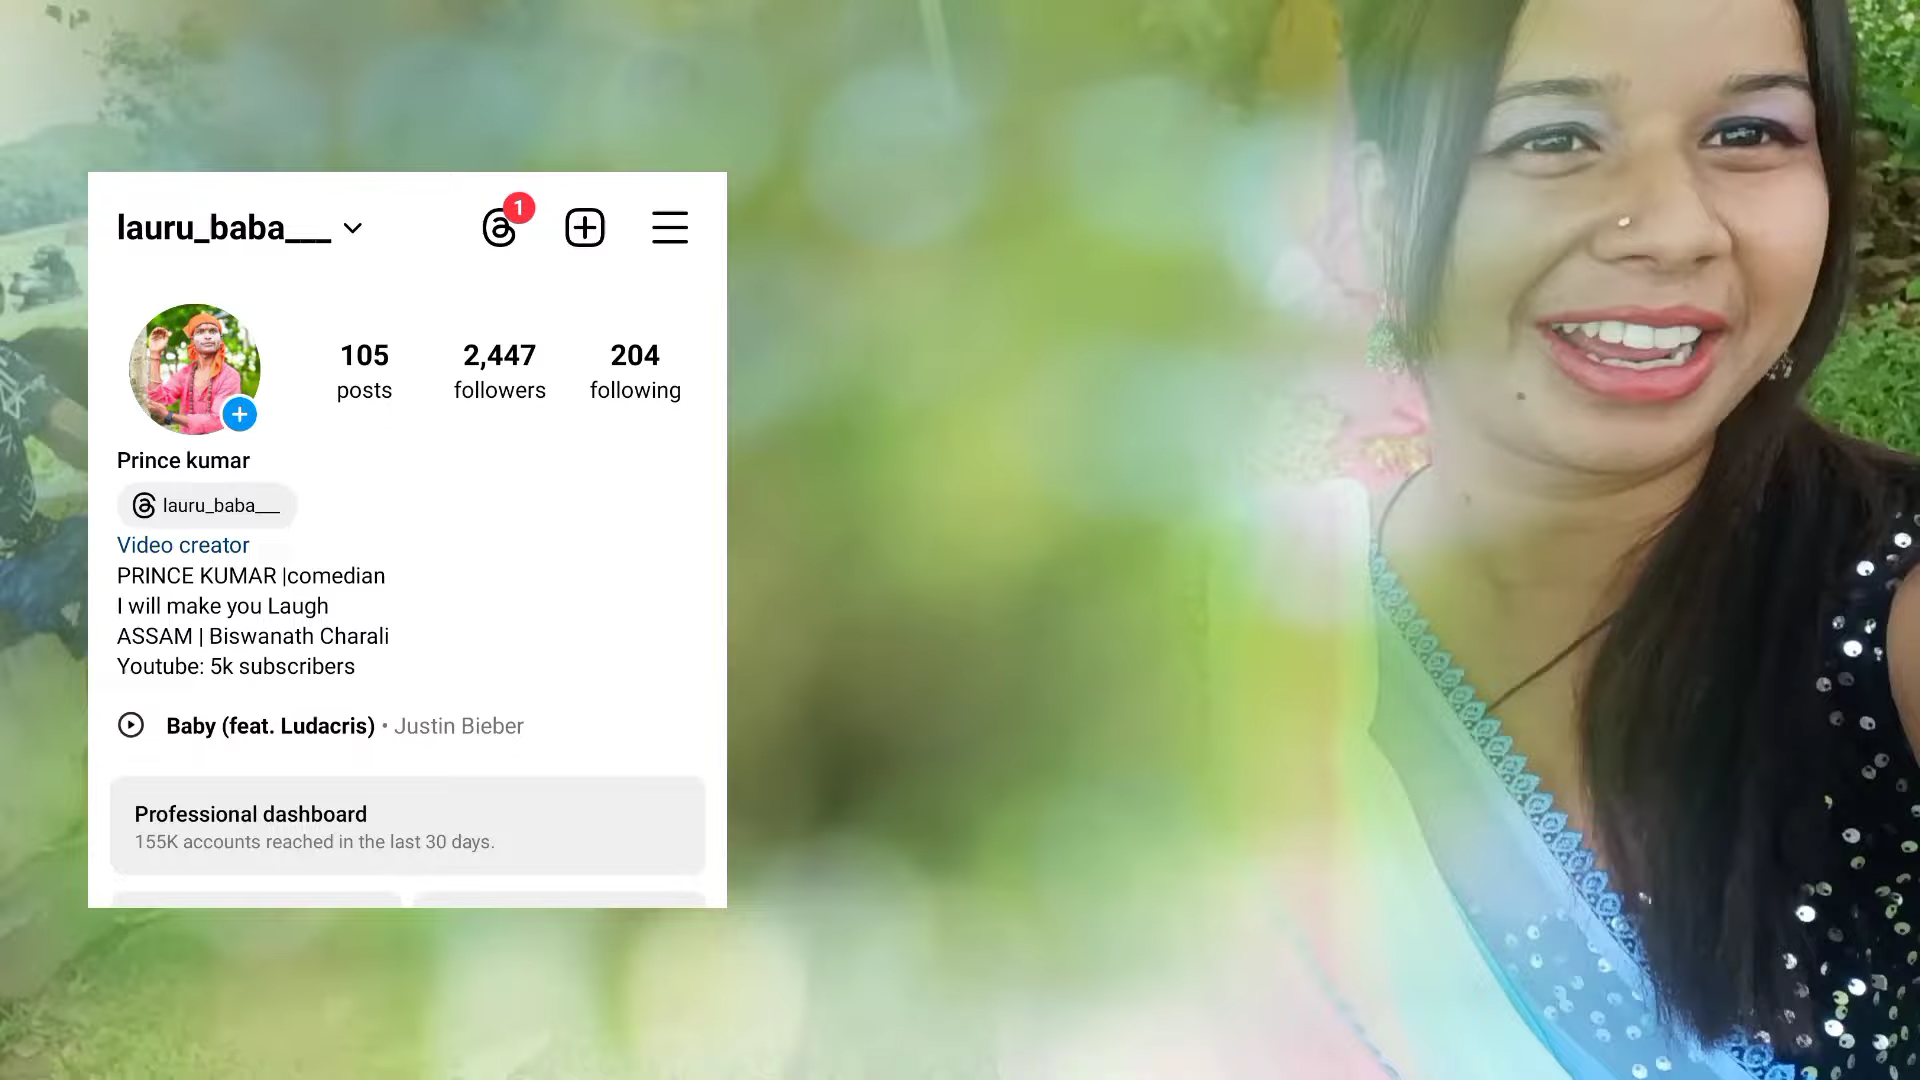 lauru_baba___
1
105 2,447 204
posts followers following
Prince kumar
lauru_baba___
Video creator
PRINCE KUMAR |comedian
I will make you Laugh
ASSAM | Biswanath Charali
Youtube: 5k subscribers
Baby (feat. Ludacris) • Justin Bieber
Professional dashboard
155K accounts reached in the last 30 days.